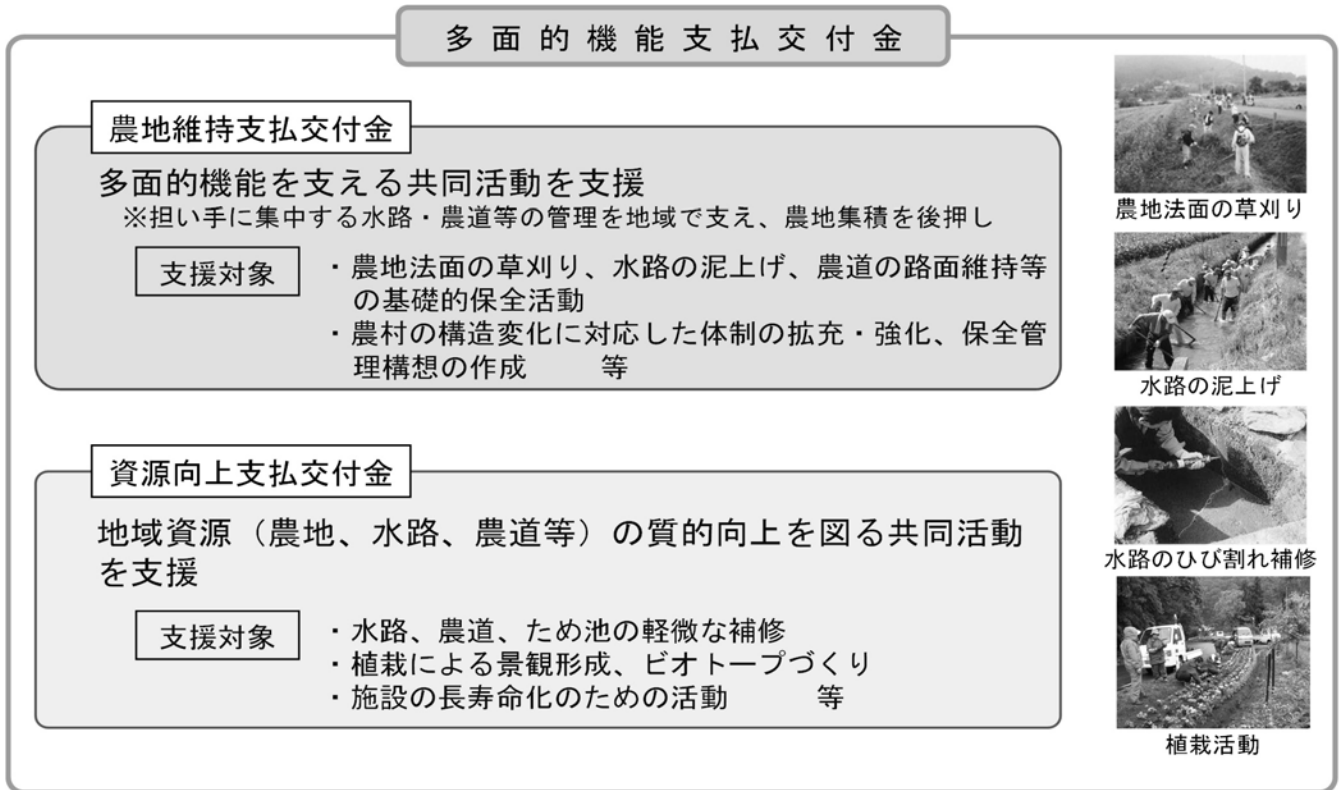 多面的機能支払交付金
農地維持支払交付金
多面的機能を支える共同活動を支援
※担い手に集中する水路・農道等の管理を地域で支え、農地集積を後押し
支援対象
・農地法面の草刈り、水路の泥上げ、農道の路面維持等
の基礎的保全活動
・農村の構造変化に対応した体制の拡充・強化、保全管
理構想の作成　　等
資源向上支払交付金
地域資源（農地、水路、農道等）の質的向上を図る共同活動
を支援
支援対象
・水路、農道、ため池の軽微な補修
・植栽による景観形成、ビオトープづくり
・施設の長寿命化のための活動　　等
農地法面の草刈り
水路の泥上げ
水路のひび割れ補修
植栽活動